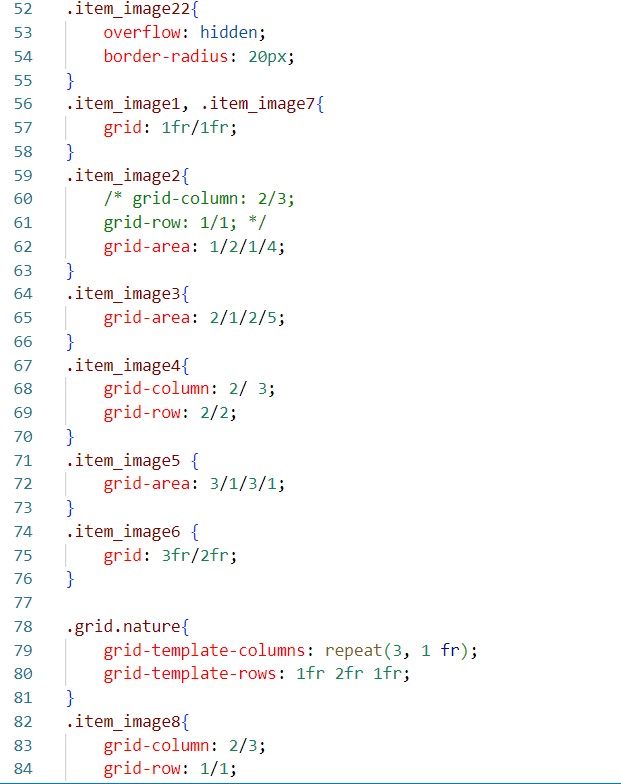 52 .item_image22{
53 overflow: hidden;
54 border-radius: 20px;
55 }
56 .item_image1, .item_image7{
57 grid: 1fr/1fr;
58 }
59 .item_image2{
60 /* grid-column: 2/3;
61 grid-row: 1/1; */
62 grid-area: 1/2/1/4;
63 }
64 .item_image3{
65 grid-area: 2/1/2/5;
66 }
67 .item_image4{
68 grid-column: 2/ 3;
69 grid-row: 2/2;
70 }
71 .item_image5 {
72 grid-area: 3/1/3/1;
73 }
74 .item_image6 {
75 grid: 3fr/2fr;
76 }
77
78 .grid.nature{
79 grid-template-columns: repeat(3, 1 fr);
80 grid-template-rows: 1fr 2fr 1fr;
81 }
82 .item_image8{
83 grid-column: 2/3;
84 grid-row: 1/1;